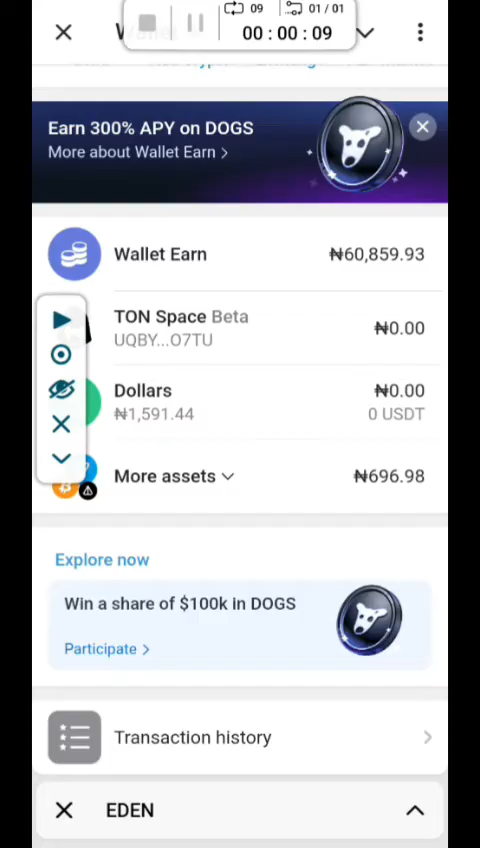 09
01 / 01
00 : 00 : 09
Earn 300% APY on DOGS
More about Wallet Earn >
Wallet Earn
₦60,859.93
TON Space Beta
UQBY...O7TU
₦0.00
Dollars
₦1,591.44
₦0.00
0 USDT
More assets
₦696.98
Explore now
Win a share of $100k in DOGS
Participate >
Transaction history
EDEN